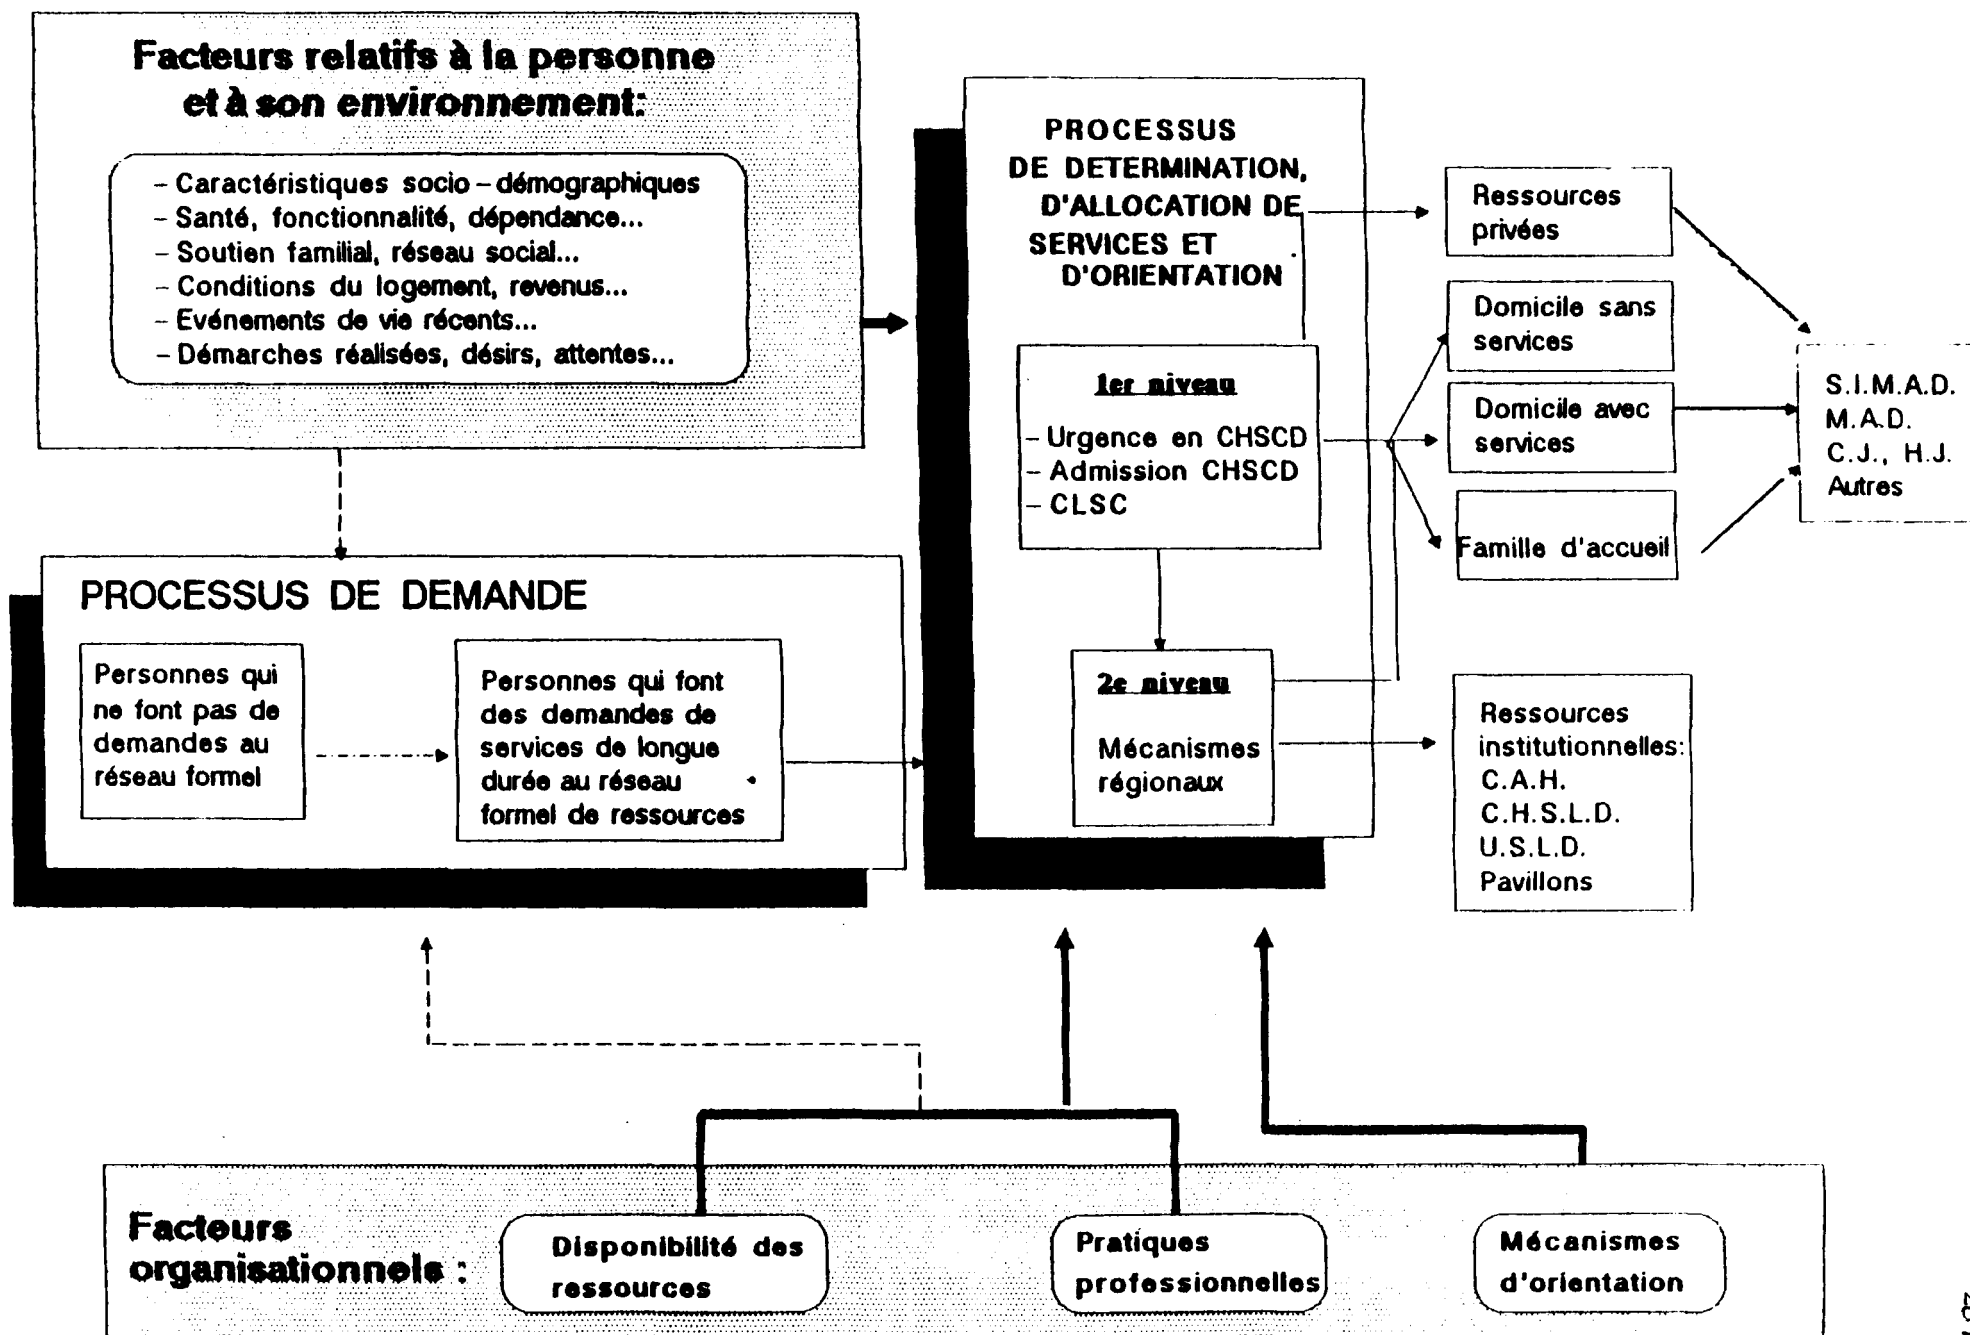 Facteurs relatifs à la personne
et à son environnement:
– Caractéristiques socio–démographiques
– Santé, fonctionnalité, dépendance...
– Soutien familial, réseau social...
– Conditions du logement, revenus...
– Evénements de vie récents...
– Démarches réalisées, désirs, attentes...
PROCESSUS DE DEMANDE
Personnes qui
ne font pas de
demandes au
réseau formel
Personnes qui font
des demandes de
services de longue
durée au réseau
formel de ressources
PROCESSUS
DE DETERMINATION,
D'ALLOCATION DE
SERVICES ET
D'ORIENTATION
1er niveau
– Urgence en CHSCD
– Admission CHSCD
– CLSC
2e niveau
Mécanismes
régionaux
Ressources
privées
Domicile sans
services
Domicile avec
services
Famille d'accueil
S.I.M.A.D.
M.A.D.
C.J., H.J.
Autres
Ressources
institutionnelles:
C.A.H.
C.H.S.L.D.
U.S.L.D.
Pavillons
Facteurs
organisationnels :
Disponibilité des
ressources
Pratiques
professionnelles
Mécanismes
d'orientation